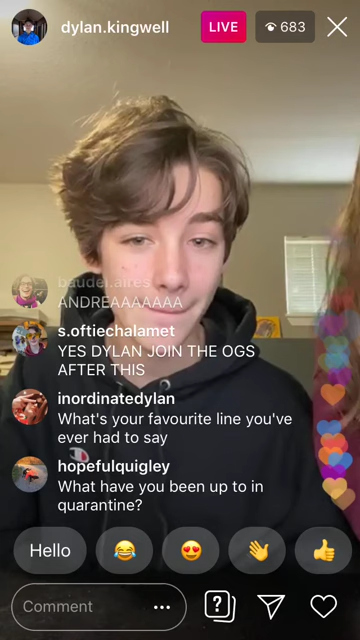 dylan.kingwell
LIVE
683
baudel.aires
ANDREAAAAAAA
s.oftiechalamet
YES DYLAN JOIN THE OGS
AFTER THIS
inordinatedylan
What's your favourite line you've
ever had to say
hopefulquigley
What have you been up to in
quarantine?
Hello
Comment